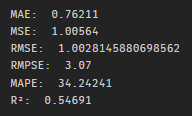 MAE:  0.76211
MSE:  1.00564
RMSE:  1.0028145880698562
RMPSE:  3.07
MAPE:  34.24241
R²:  0.54691